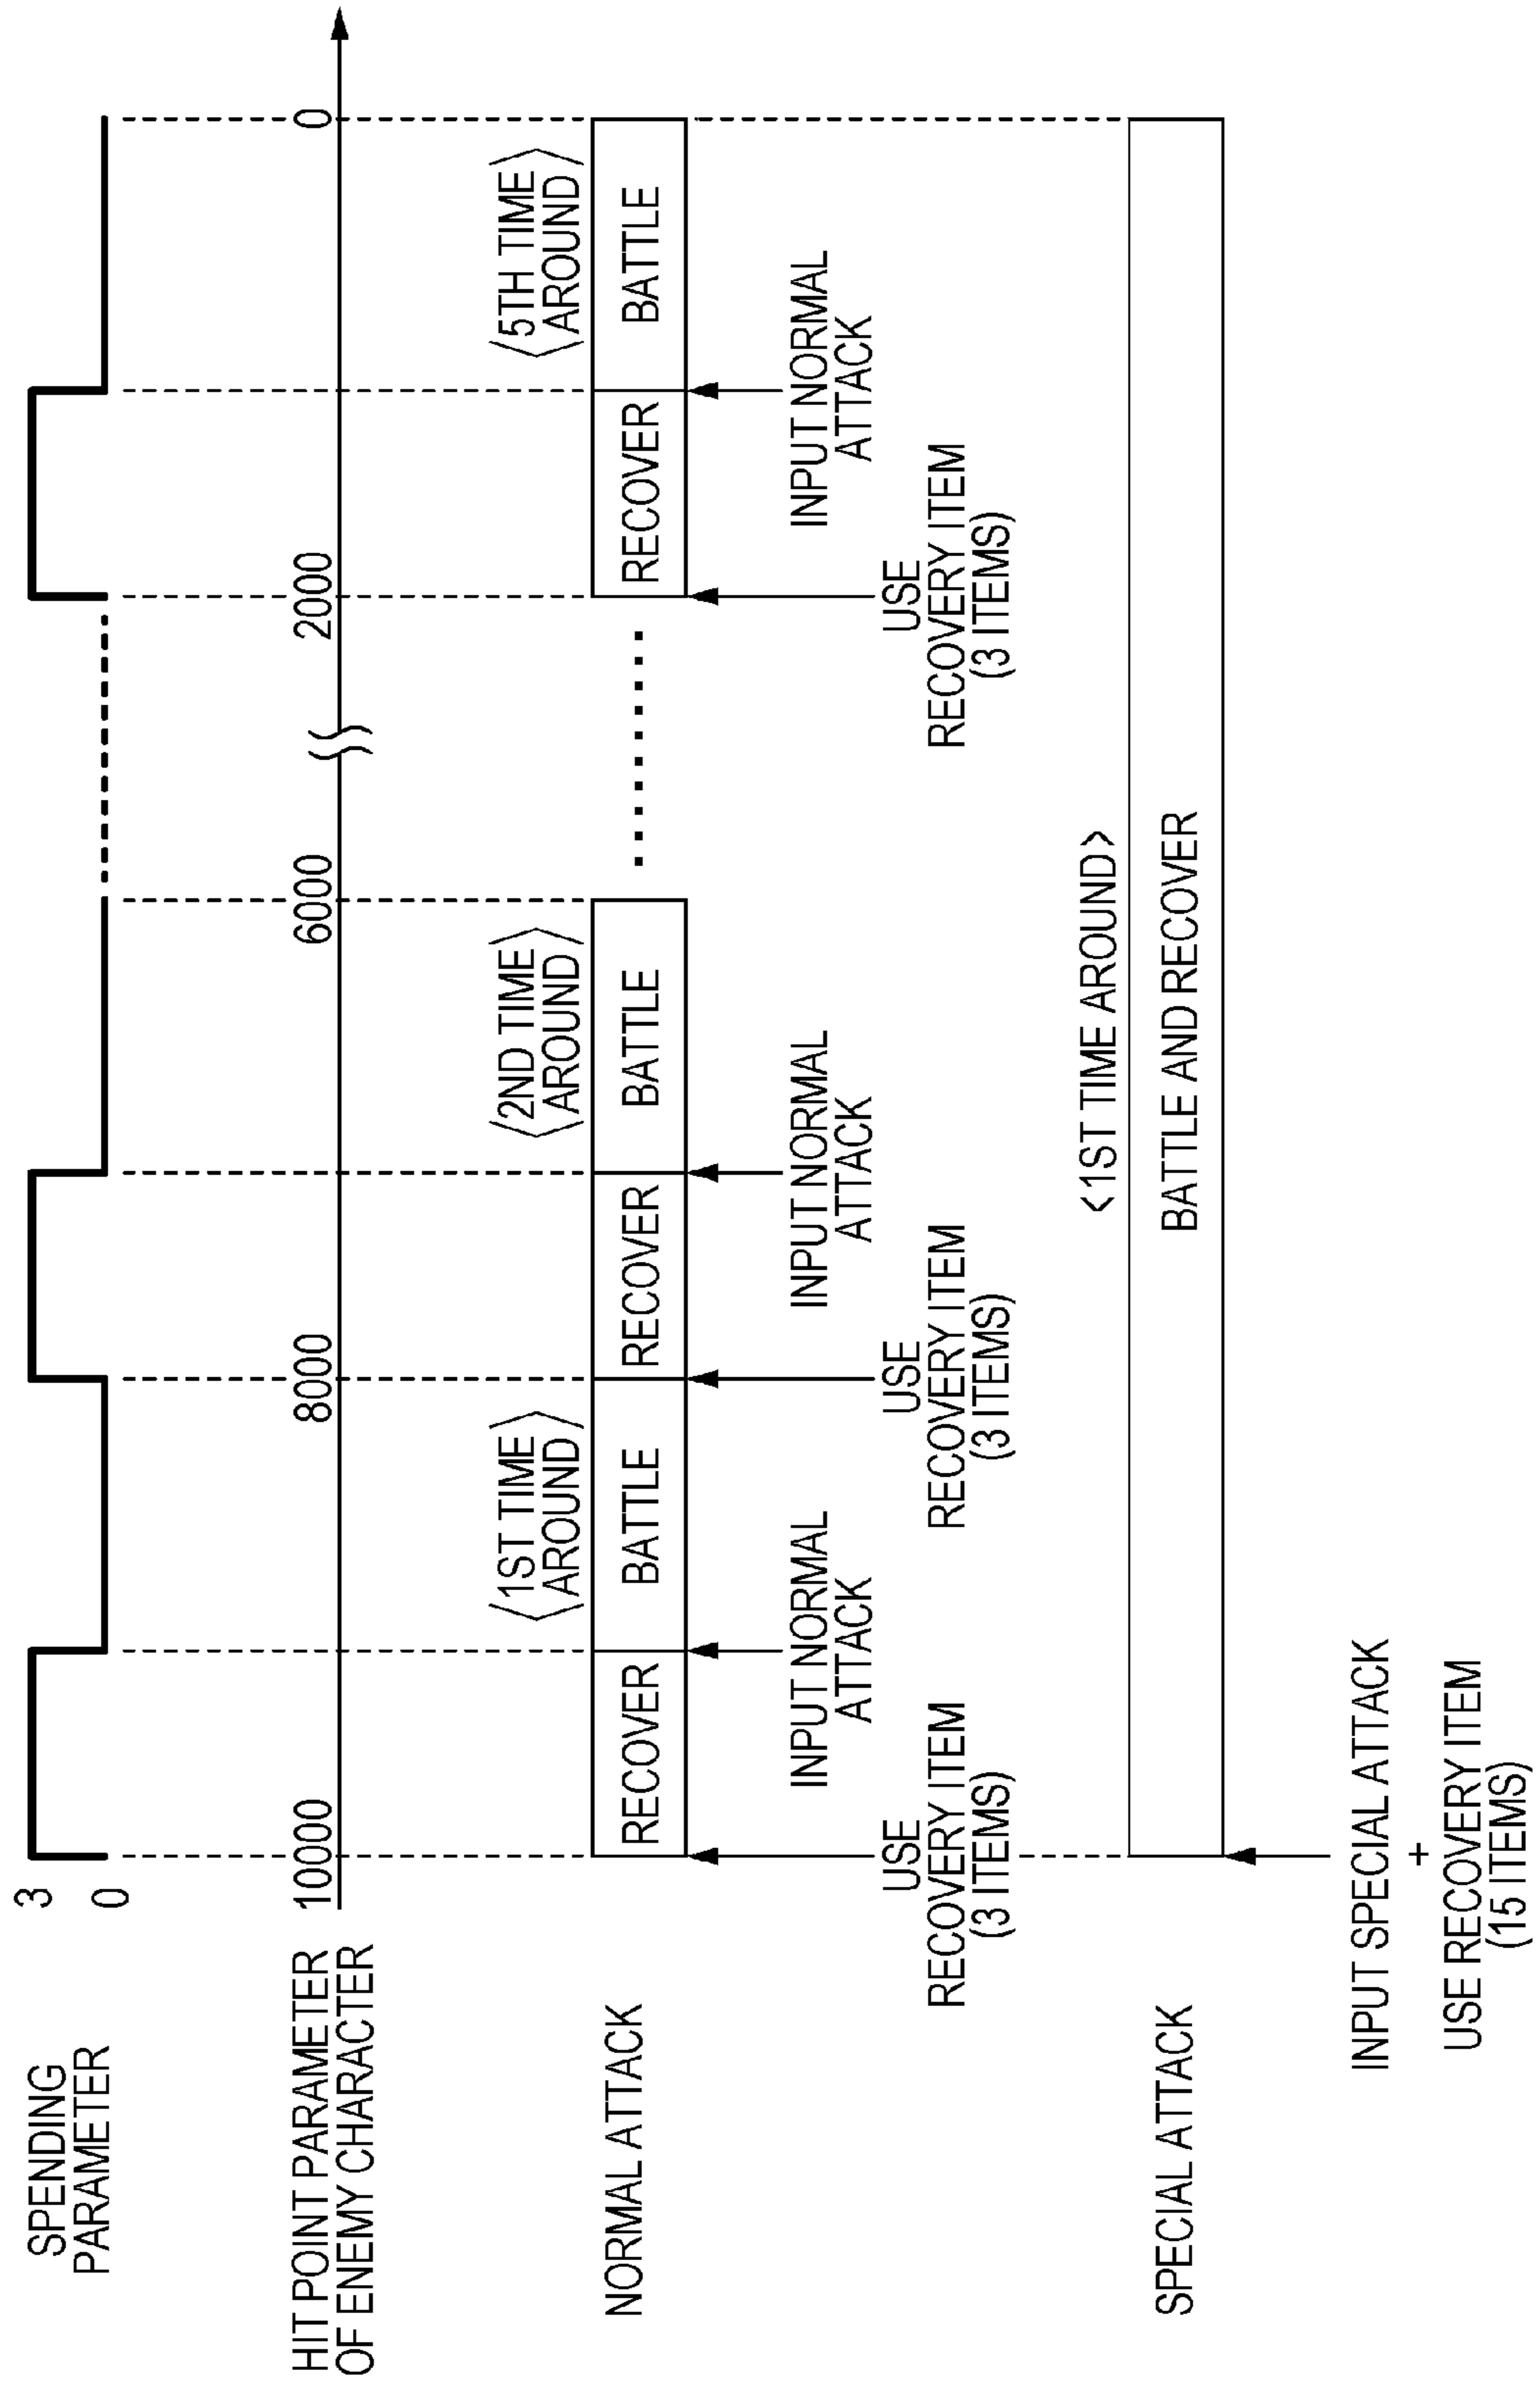 SPENDING
PARAMETER
3
0
HIT POINT PARAMETER
OF ENEMY CHARACTER
10000
8000
6000
2000
0
NORMAL ATTACK
<1ST TIME
AROUND>
<2ND TIME
AROUND>
<5TH TIME
AROUND>
RECOVER
BATTLE
RECOVER
BATTLE
RECOVER
BATTLE
INPUT NORMAL
ATTACK
INPUT NORMAL
ATTACK
INPUT NORMAL
ATTACK
USE
RECOVERY ITEM
(3 ITEMS)
USE
RECOVERY ITEM
(3 ITEMS)
USE
RECOVERY ITEM
(3 ITEMS)
SPECIAL ATTACK
<1ST TIME AROUND>
BATTLE AND RECOVER
INPUT SPECIAL ATTACK
+
USE RECOVERY ITEM
(15 ITEMS)